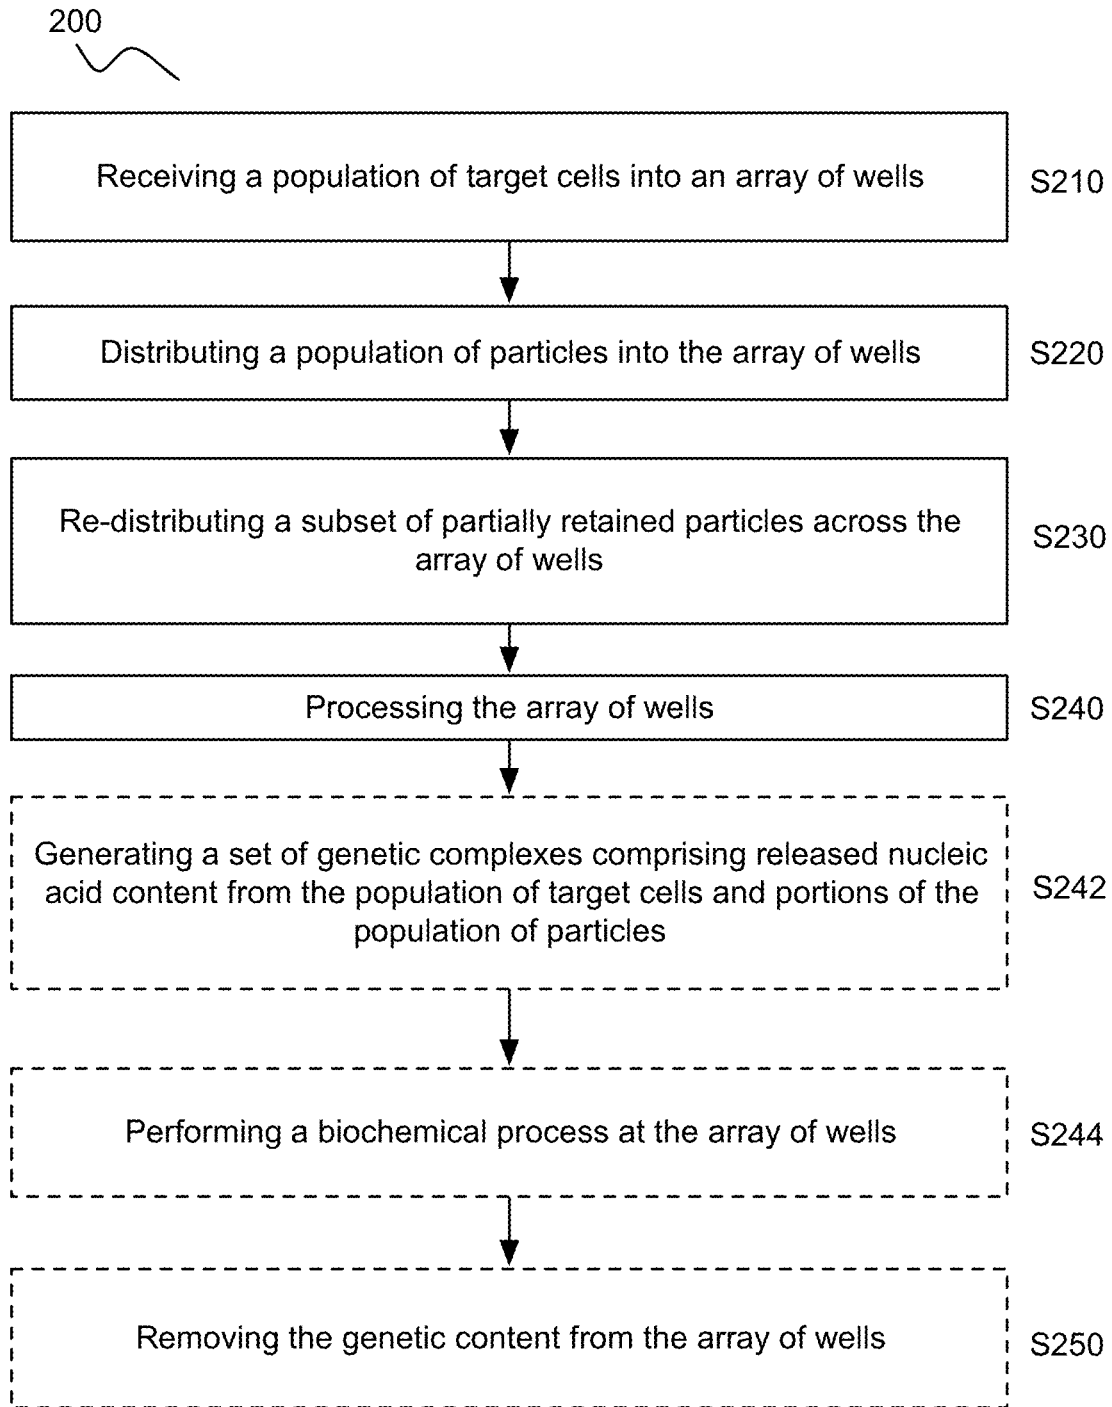 200
Receiving a population of target cells into an array of wells
S210
Distributing a population of particles into the array of wells
S220
Re-distributing a subset of partially retained particles across the
array of wells
S230
Processing the array of wells
S240
Generating a set of genetic complexes comprising released nucleic
acid content from the population of target cells and portions of the
population of particles
S242
Performing a biochemical process at the array of wells
S244
Removing the genetic content from the array of wells
S250